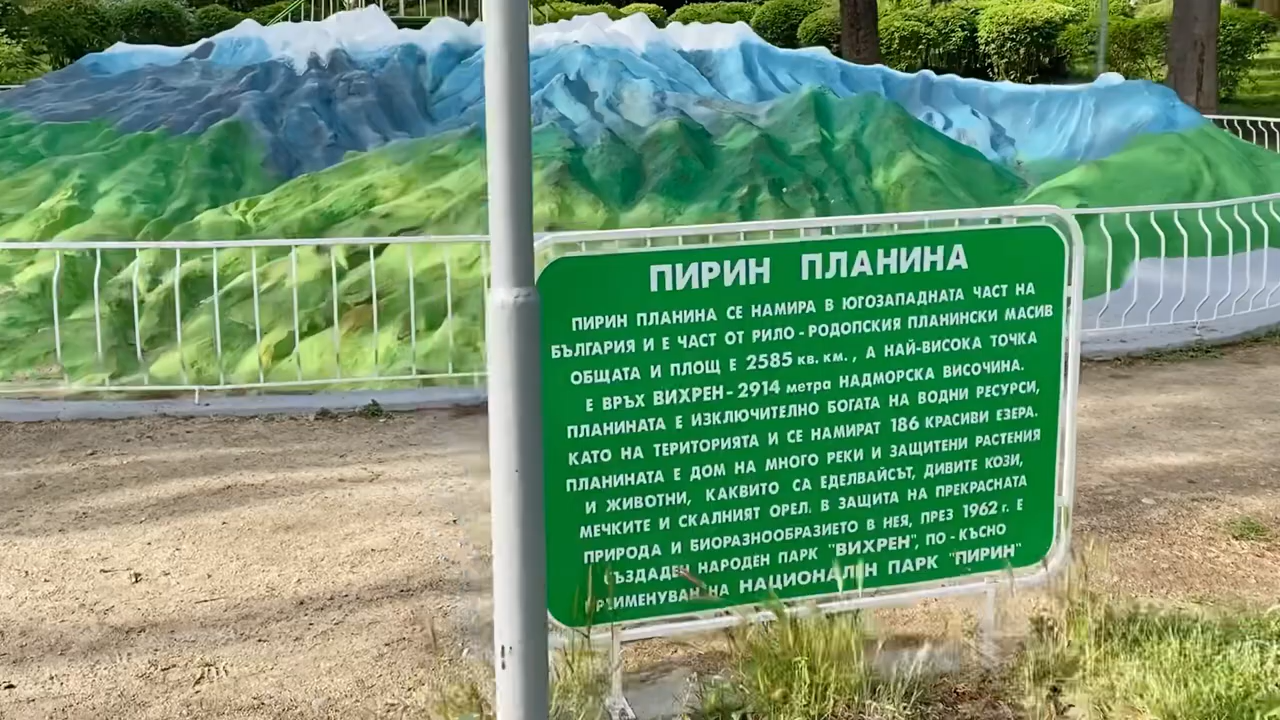 ПИРИН ПЛАНИНА
ПИРИН ПЛАНИНА СЕ НАМИРА В ЮГОЗАПАДНАТА ЧАСТ НА
БЪЛГАРИЯ И Е ЧАСТ ОТ РИЛО - РОДОПСКИЯ ПЛАНИНСКИ МАСИВ
ОБЩАТА И ПЛОЩ Е 2585 кв. км. , А НАЙ-ВИСОКА ТОЧКА
Е ВРЪХ ВИХРЕН - 2914 метра НАДМОРСКА ВИСОЧИНА.
ПЛАНИНАТА Е ИЗКЛЮЧИТЕЛНО БОГАТА НА ВОДНИ РЕСУРСИ,
КАТО НА ТЕРИТОРИЯТА И СЕ НАМИРАТ 186 КРАСИВИ ЕЗЕРА.
ПЛАНИНАТА Е ДОМ НА МНОГО РЕКИ И ЗАЩИТЕНИ РАСТЕНИЯ
И ЖИВОТНИ, КАКВИТО СА ЕДЕЛВАЙСЪТ, ДИВИТЕ КОЗИ,
МЕЧКИТЕ И СКАЛНИЯТ ОРЕЛ. В ЗАЩИТА НА ПРЕКРАСНАТА
ПРИРОДА И БИОРАЗНООБРАЗИЕТО В НЕЯ, ПРЕЗ 1962 г. Е
СЪЗДАДЕН НАРОДЕН ПАРК "ВИХРЕН", ПО - КЪСНО
ПРЕИМЕНУВАН НА НАЦИОНАЛЕН ПАРК "ПИРИН"